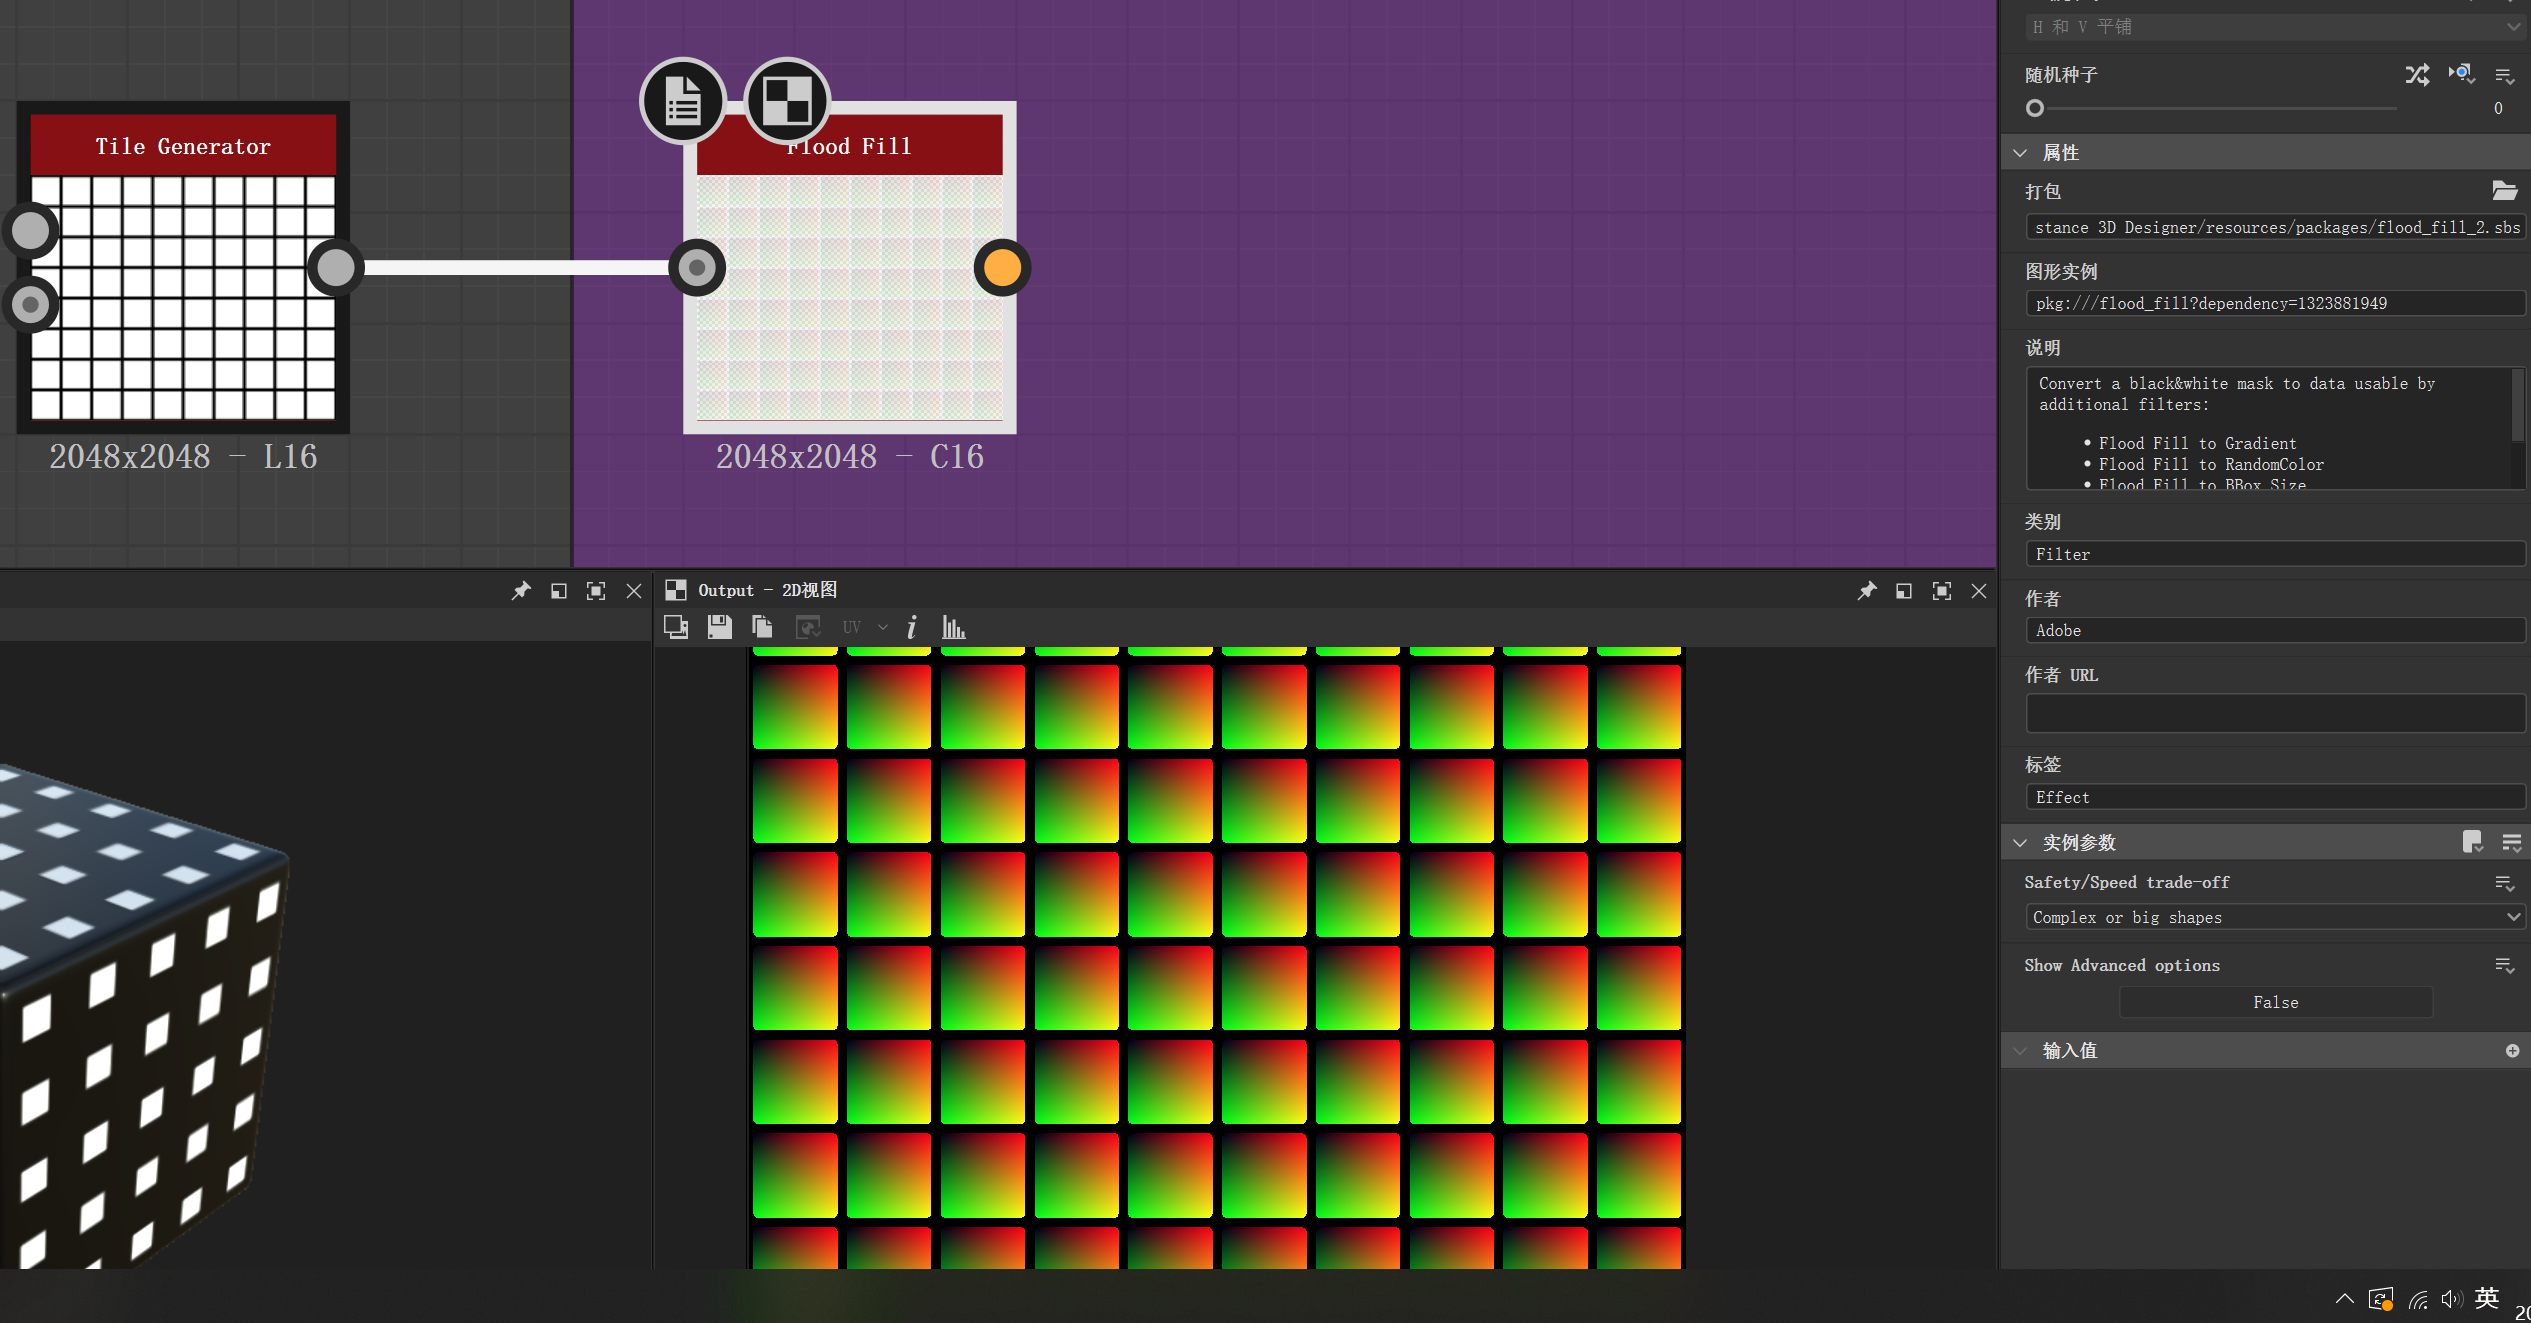 Tile Generator
2048x2048 - L16
Flood Fill
2048x2048 - C16
Output - 2D视图
UV
H 和 V 平铺
随机种子
0
属性
打包
stance 3D Designer/resources/packages/flood_fill_2.sbs
图形实例
pkg:///flood_fill?dependency=1323881949
说明
Convert a black&white mask to data usable by
additional filters:
• Flood Fill to Gradient
• Flood Fill to RandomColor
• Flood Fill to BBox Size
类别
Filter
作者
Adobe
作者 URL
标签
Effect
实例参数
Safety/Speed trade-off
Complex or big shapes
Show Advanced options
False
输入值
英
20